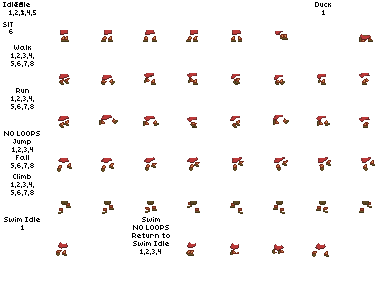 Idle
1,2,3,4,5
Duck
1
SIT
6
Walk
1,2,3,4,
5,6,7,8
Run
1,2,3,4,
5,6,7,8
NO LOOPS
Jump
1,2,3,4
Fall
5,6,7,8
Climb
1,2,3,4,
5,6,7,8
Swim Idle
1
Swim
NO LOOPS
Return to
Swim Idle
1,2,3,4